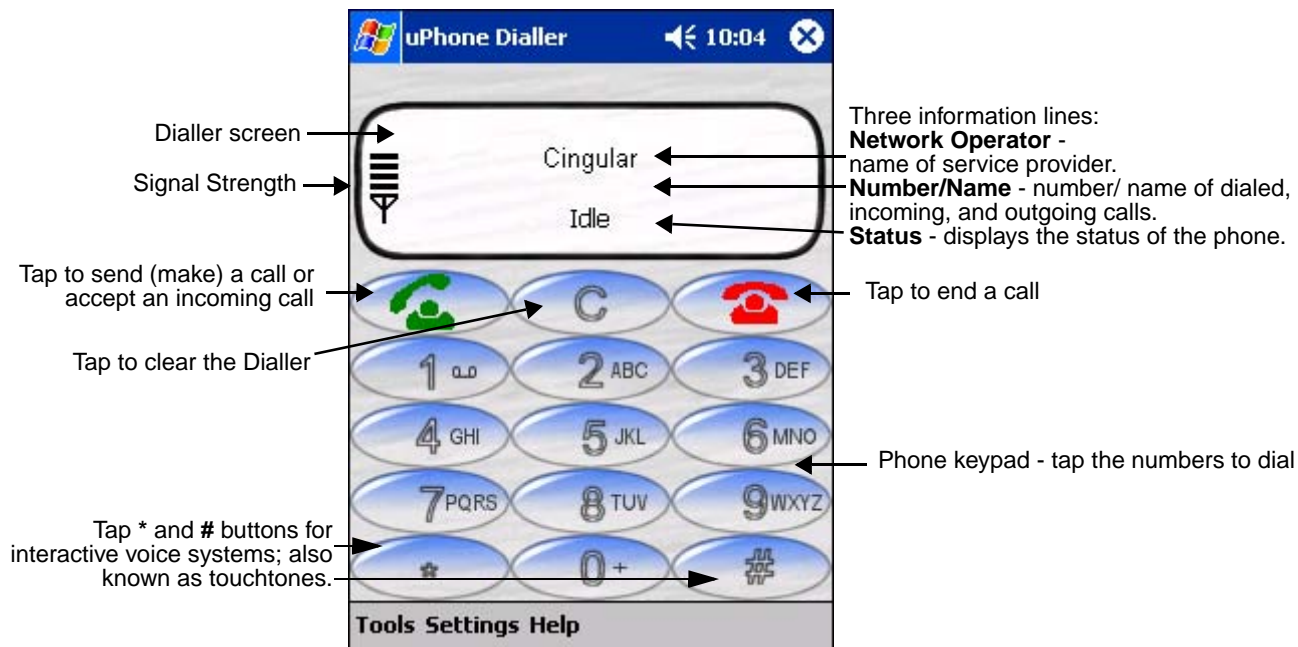 uPhone Dialler 10:04
Dialler screen
Signal Strength
Cingular
Idle
Three information lines:
Network Operator -
name of service provider.
Number/Name - number/ name of dialed,
incoming, and outgoing calls.
Status - displays the status of the phone.
Tap to send (make) a call or
accept an incoming call
C
Tap to end a call
Tap to clear the Dialler
1
2 ABC
3 DEF
4 GHI
5 JKL
6 MNO
Phone keypad - tap the numbers to dial
7 PQRS
8 TUV
9 WXYZ
Tap * and # buttons for
interactive voice systems; also
known as touchtones.
*
0 +
#
Tools Settings Help